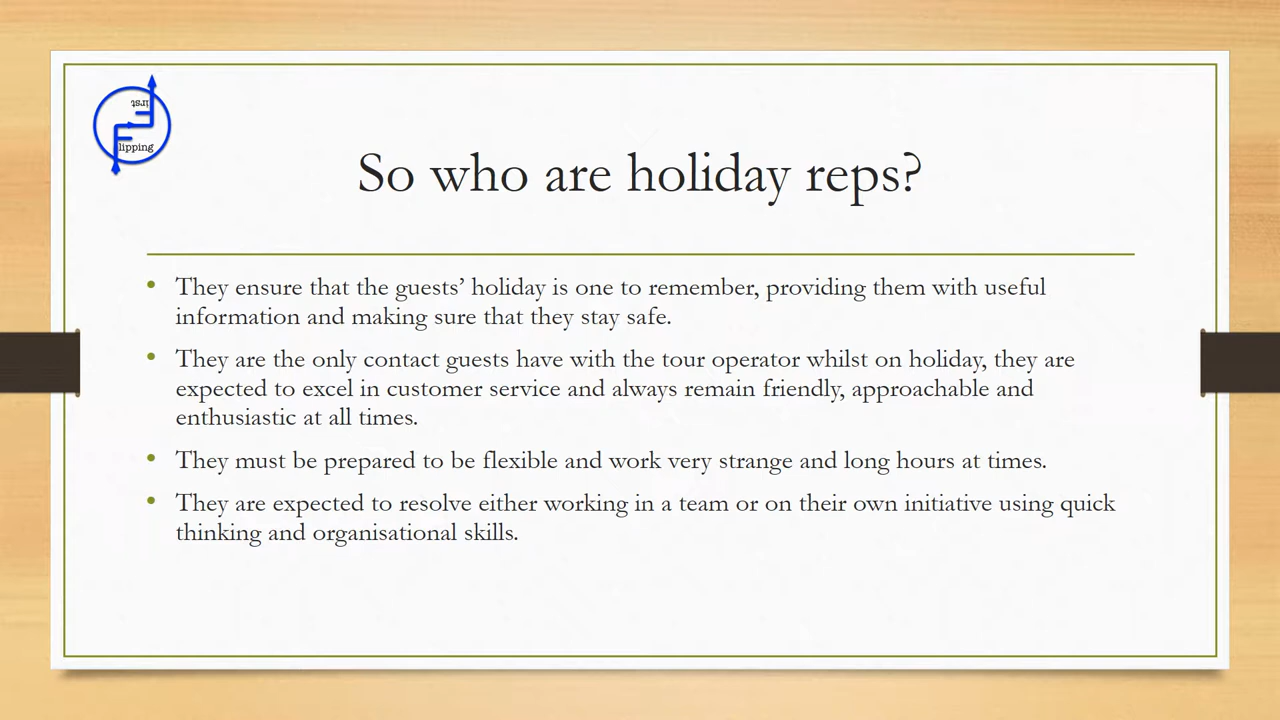 irst
lipping
So who are holiday reps?
• They ensure that the guests’ holiday is one to remember, providing them with useful
information and making sure that they stay safe.
• They are the only contact guests have with the tour operator whilst on holiday, they are
expected to excel in customer service and always remain friendly, approachable and
enthusiastic at all times.
• They must be prepared to be flexible and work very strange and long hours at times.
• They are expected to resolve either working in a team or on their own initiative using quick
thinking and organisational skills.